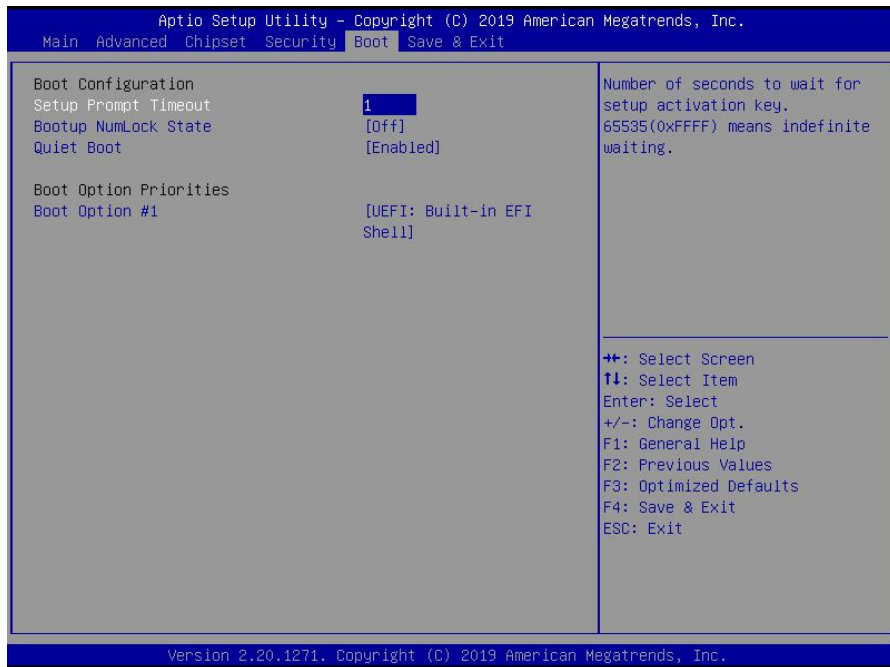 Aptio Setup Utility – Copyright (C) 2019 American Megatrends, Inc.
Main Advanced Chipset Security Boot Save & Exit
Boot Configuration
Setup Prompt Timeout 1
Bootup NumLock State [Off]
Quiet Boot [Enabled]
Boot Option Priorities
Boot Option #1 [UEFI: Built-in EFI
Shell]
Number of seconds to wait for
setup activation key.
65535(0xFFFF) means indefinite
waiting.
→←: Select Screen
↑↓: Select Item
Enter: Select
+/-: Change Opt.
F1: General Help
F2: Previous Values
F3: Optimized Defaults
F4: Save & Exit
ESC: Exit
Version 2.20.1271. Copyright (C) 2019 American Megatrends, Inc.